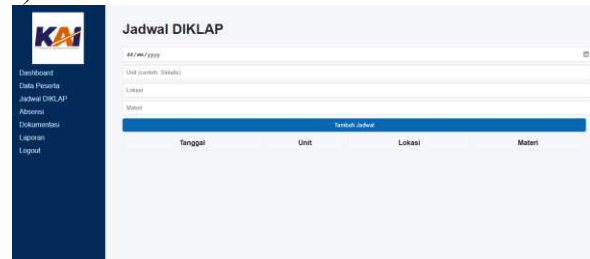 KAI
Jadwal DIKLAP
dd/mm/yyyy
Unit (contoh: Sintelis)
Lokasi
Materi
Tambah Jadwal
Tanggal Unit Lokasi Materi
Dashboard
Data Peserta
Jadwal DIKLAP
Absensi
Dokumentasi
Laporan
Logout